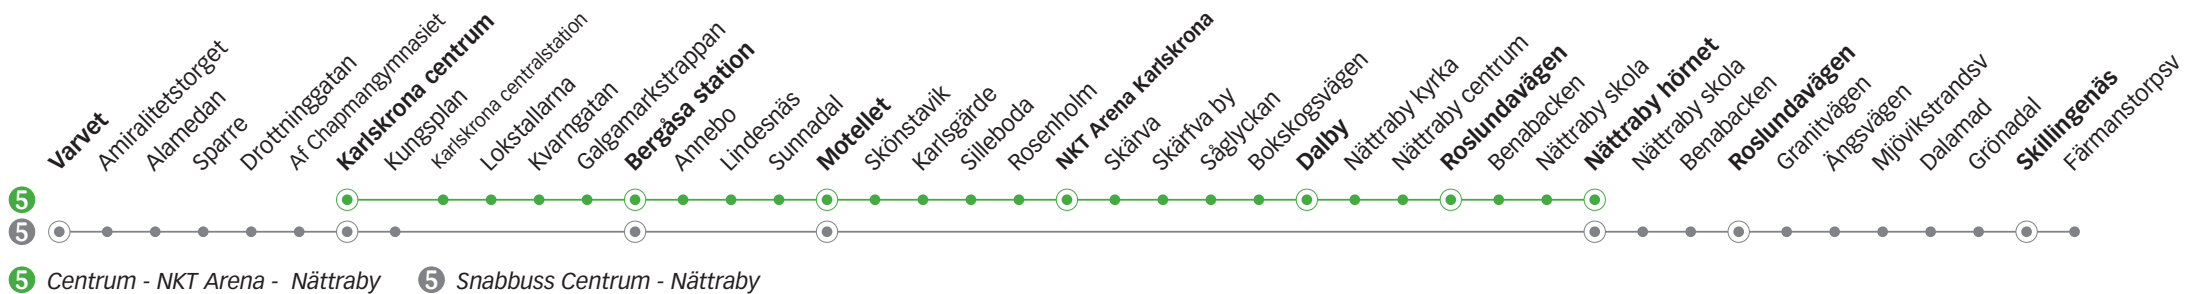 Varvet
Amiralitetstorget
Alamedan
Sparre
Drottninggatan
Af Chapmangymnasiet
Karlskrona centrum
Kungsplan
Karlskrona centralstation
Lokstallarna
Kvarngatan
Galgamarkstrappan
Bergåsa station
Annebo
Lindesnäs
Sunnadal
Motellet
Skönstavik
Karlsgärde
Silleboda
Rosenholm
NKT Arena Karlskrona
Skärva
Skärfva by
Såglyckan
Bokskogsvägen
Dalby
Nättraby kyrka
Nättraby centrum
Roslundavägen
Benabacken
Nättraby skola
Nättraby hörnet
Nättraby skola
Benabacken
Roslundavägen
Granitvägen
Ängsvägen
Mjövikstrandsv
Dalamad
Grönadal
Skillingenäs
Färmanstorpsv
5
5
5 Centrum - NKT Arena - Nättraby 5 Snabbuss Centrum - Nättraby